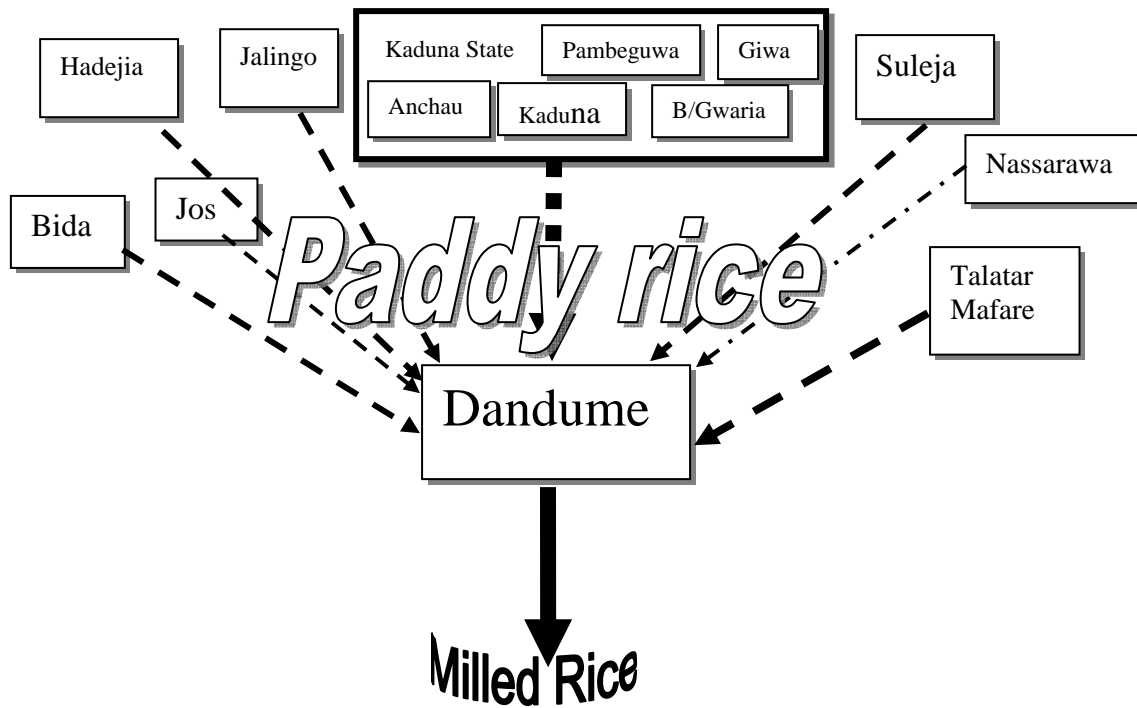 Hadejia
Jalingo
Kaduna State
Pambeguwa
Giwa
Anchau
Kaduna
B/Gwaria
Suleja
Nassarawa
Bida
Jos
Paddy rice
Talatar
Mafare
Dandume
Milled Rice